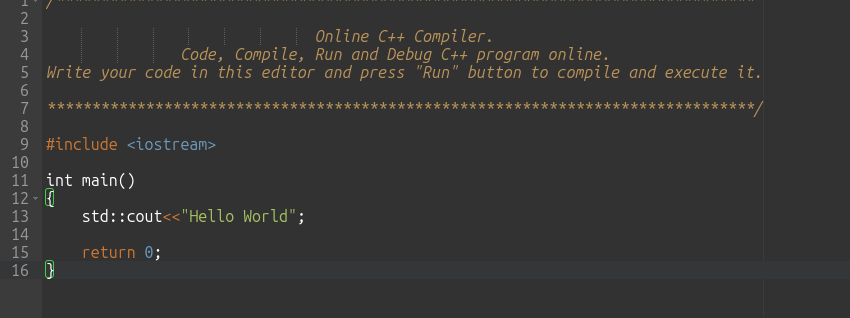 1 /******************************************************************************
2
3 Online C++ Compiler.
4 Code, Compile, Run and Debug C++ program online.
5 Write your code in this editor and press "Run" button to compile and execute it.
6
7 *******************************************************************************/
8
9 #include <iostream>
10
11 int main()
12 {
13     std::cout<<"Hello World";
14
15     return 0;
16 }